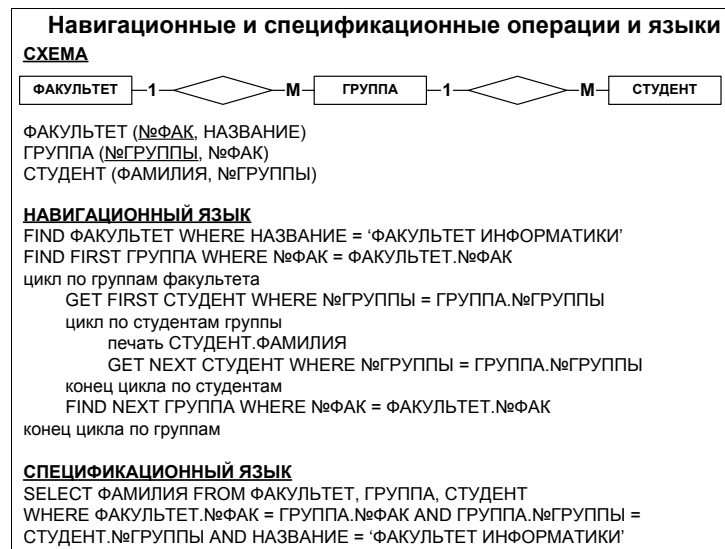 Навигационные и спецификационные операции и языки
СХЕМА
ФАКУЛЬТЕТ 1 М ГРУППА 1 М СТУДЕНТ
ФАКУЛЬТЕТ (№ФАК, НАЗВАНИЕ)
ГРУППА (№ГРУППЫ, №ФАК)
СТУДЕНТ (ФАМИЛИЯ, №ГРУППЫ)
НАВИГАЦИОННЫЙ ЯЗЫК
FIND ФАКУЛЬТЕТ WHERE НАЗВАНИЕ = ‘ФАКУЛЬТЕТ ИНФОРМАТИКИ’
FIND FIRST ГРУППА WHERE №ФАК = ФАКУЛЬТЕТ.№ФАК
цикл по группам факультета
GET FIRST СТУДЕНТ WHERE №ГРУППЫ = ГРУППА.№ГРУППЫ
цикл по студентам группы
печать СТУДЕНТ.ФАМИЛИЯ
GET NEXT СТУДЕНТ WHERE №ГРУППЫ = ГРУППА.№ГРУППЫ
конец цикла по студентам
FIND NEXT ГРУППА WHERE №ФАК = ФАКУЛЬТЕТ.№ФАК
конец цикла по группам
СПЕЦИФИКАЦИОННЫЙ ЯЗЫК
SELECT ФАМИЛИЯ FROM ФАКУЛЬТЕТ, ГРУППА, СТУДЕНТ
WHERE ФАКУЛЬТЕТ.№ФАК = ГРУППА.№ФАК AND ГРУППА.№ГРУППЫ =
СТУДЕНТ.№ГРУППЫ AND НАЗВАНИЕ = ‘ФАКУЛЬТЕТ ИНФОРМАТИКИ’